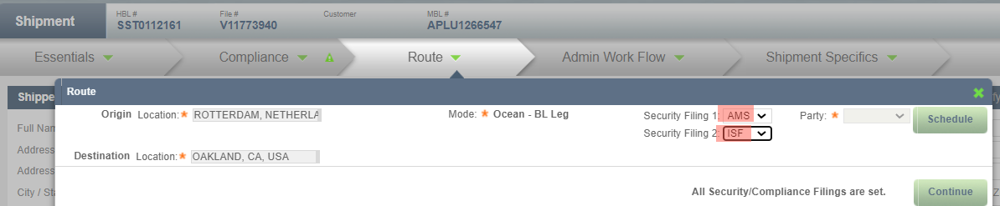 Shipment
HBL # File # Customer MBL #
SST0112161 V11773940 APLU1266547
Essentials Compliance Route Admin Work Flow Shipment Specifics
Route
Origin Location: * ROTTERDAM, NETHERLA Mode: * Ocean - BL Leg Security Filing 1: AMS Party: * Schedule
Full Nam
Security Filing 2: ISF
Address
Destination Location: * OAKLAND, CA, USA
Address
City / Sta All Security/Compliance Filings are set. Continue